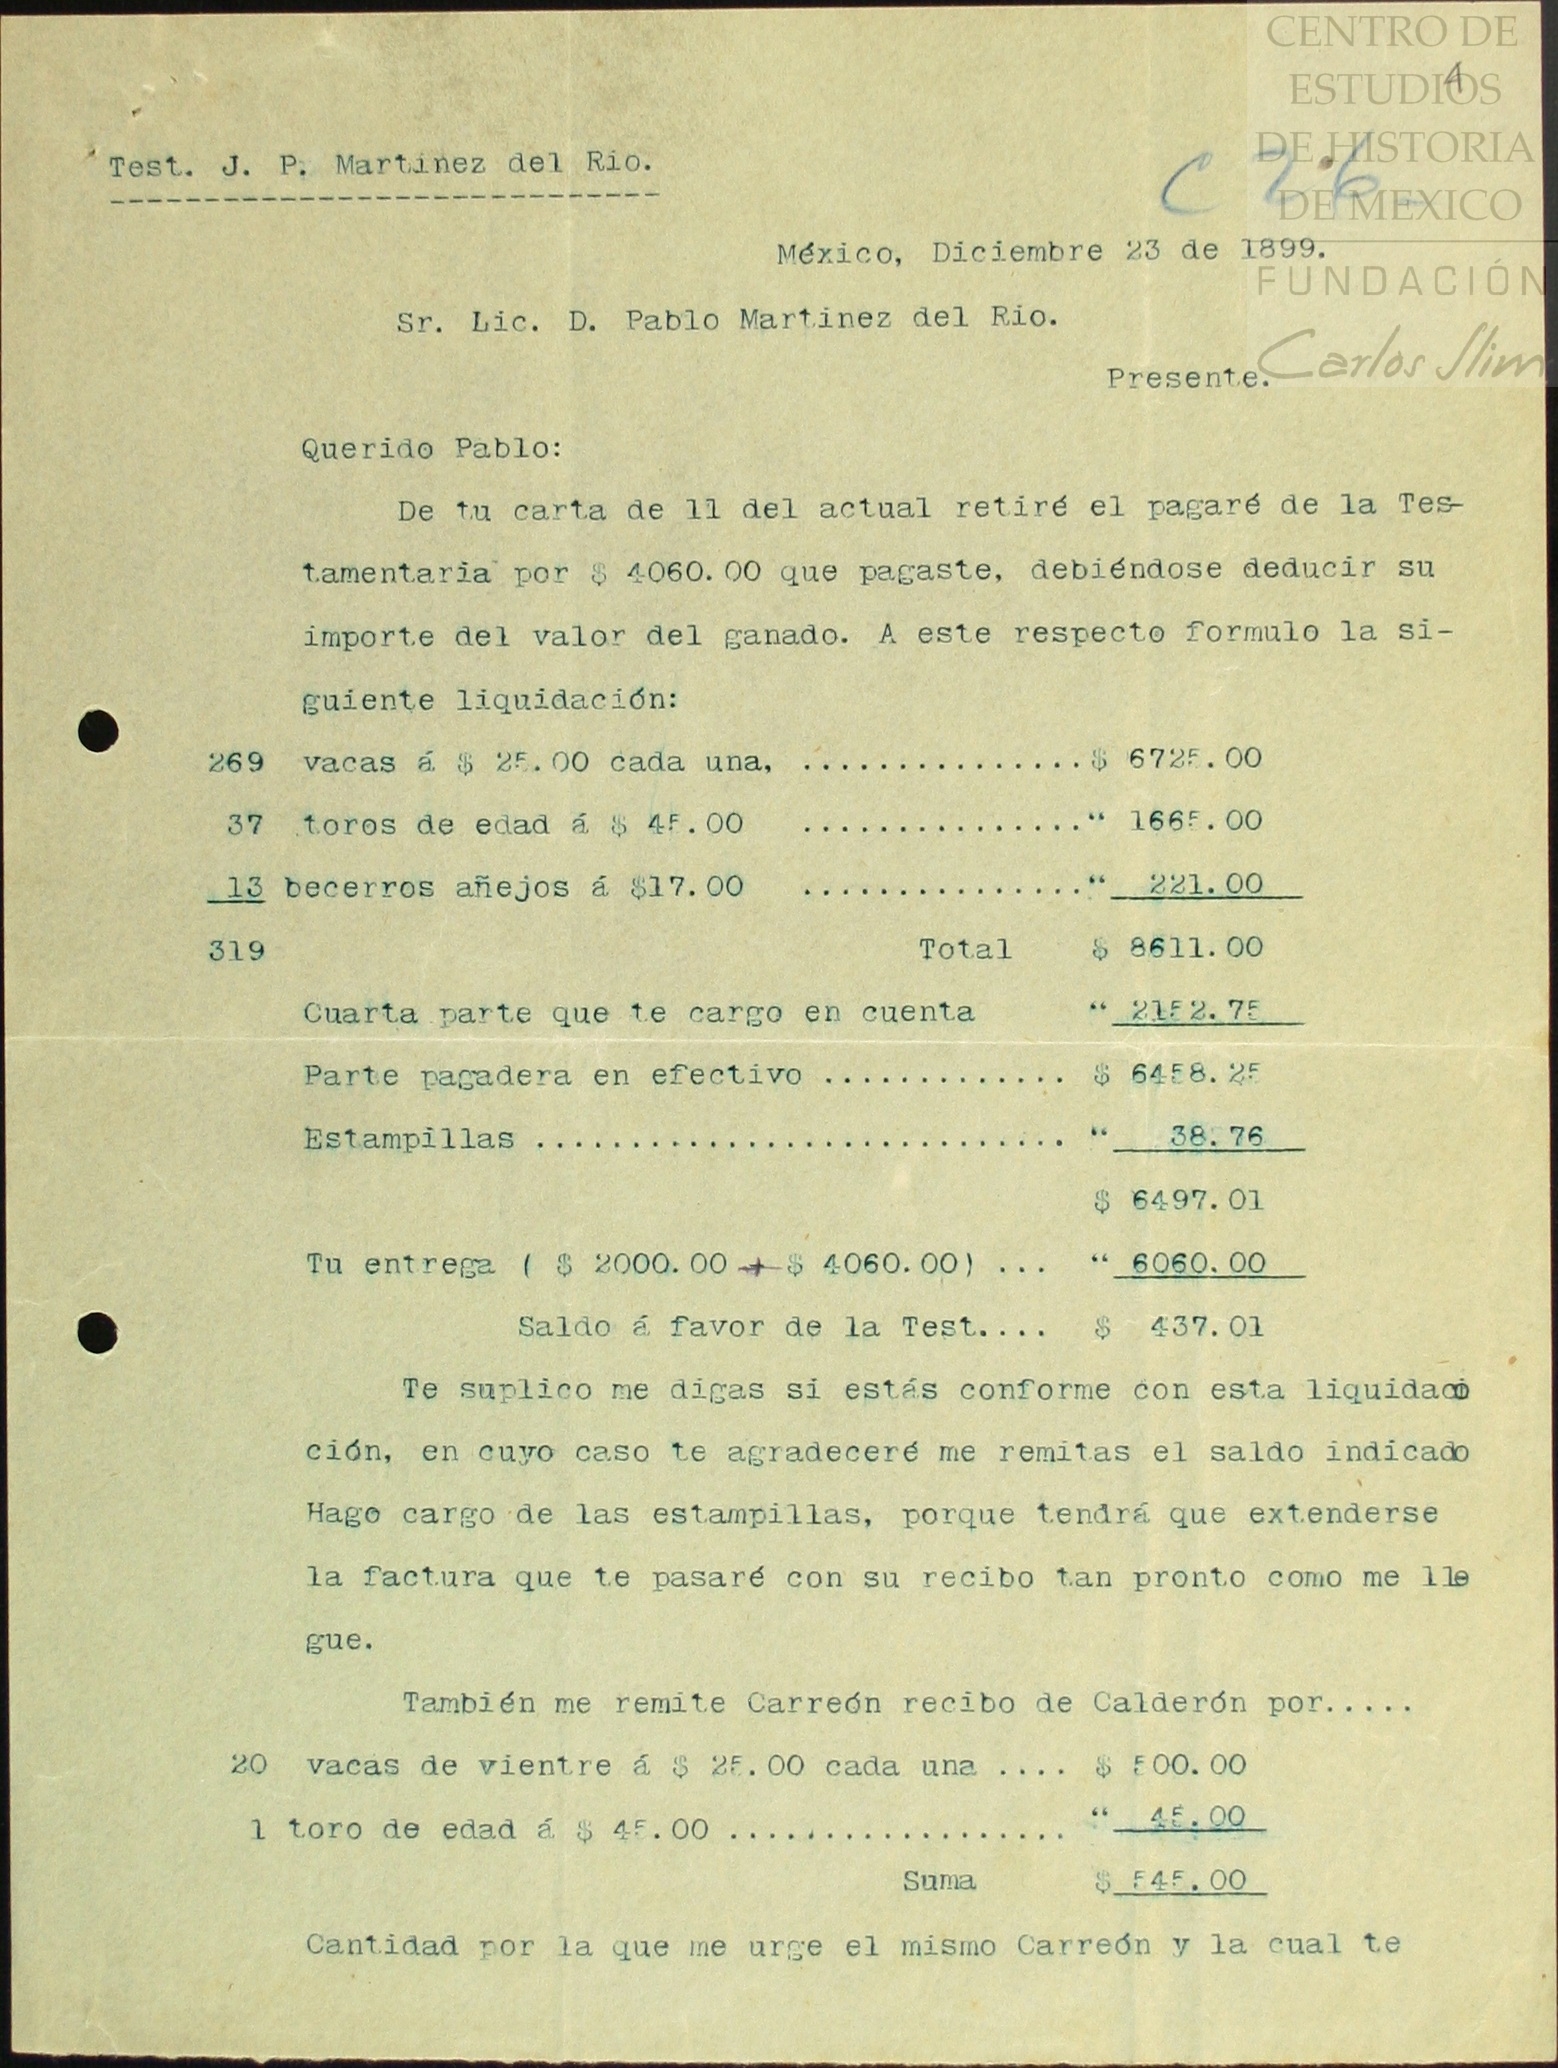 CENTRO DE
ESTUDIOS
DE HISTORIA
DE MEXICO
FUNDACIÓN
Carlos Slim
4
C 26
Test. J. P. Martinez del Rio.
México, Diciembre 23 de 1899.
Sr. Lic. D. Pablo Martinez del Rio.
Presente.
Querido Pablo:
De tu carta de 11 del actual retiré el pagaré de la Tes-
tamentaria por $ 4060.00 que pagaste, debiéndose deducir su
importe del valor del ganado. A este respecto formulo la si-
guiente liquidación:
269 vacas á $ 25.00 cada una, ...............$ 6725.00
37 toros de edad á $ 45.00 ..............." 1665.00
13 becerros añejos á $17.00 ..............." 221.00
319 Total $ 8611.00
Cuarta parte que te cargo en cuenta " 2152.75
Parte pagadera en efectivo ............. $ 6458.25
Estampillas ............................ " 38.76
$ 6497.01
Tu entrega ( $ 2000.00 + $ 4060.00) ... " 6060.00
Saldo á favor de la Test.... $ 437.01
Te suplico me digas si estás conforme con esta liquidaci
ción, en cuyo caso te agradeceré me remitas el saldo indicado
Hago cargo de las estampillas, porque tendrá que extenderse
la factura que te pasaré con su recibo tan pronto como me lle
gue.
También me remite Carreón recibo de Calderón por.....
20 vacas de vientre á $ 25.00 cada una .... $ 500.00
1 toro de edad á $ 45.00 .................. " 45.00
Suma $ 545.00
Cantidad por la que me urge el mismo Carreón y la cual te